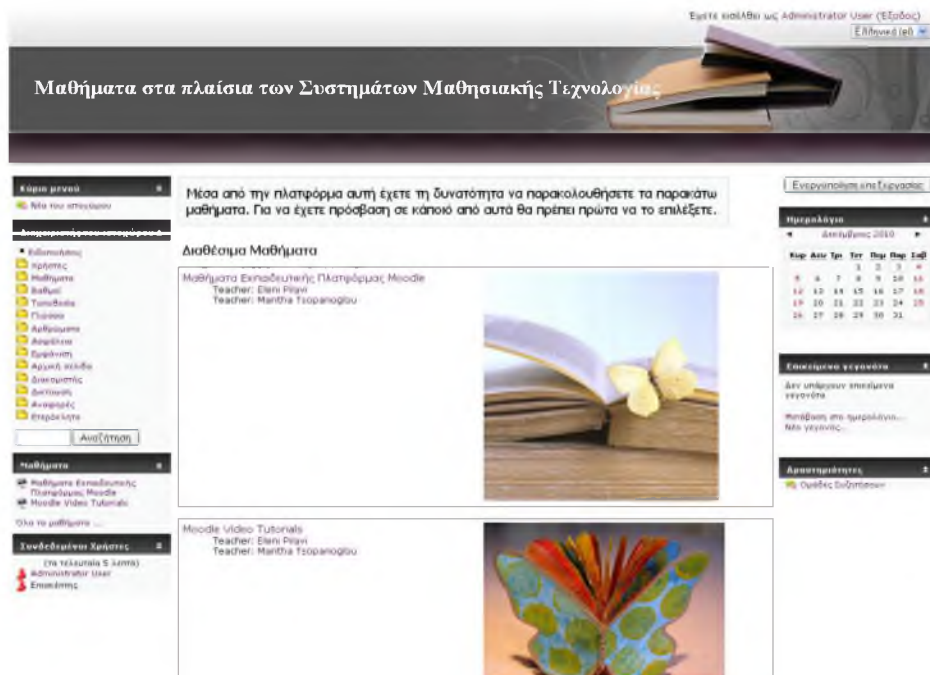 Έχετε εισέλθει ως Administrator User (Έξοδος)
Ελληνικά (el)
Μαθήματα στα πλαίσια των Συστημάτων Μαθησιακής Τεχνολογίας
Κύριο μενού
Νέα του ιστοχώρου
Διαχειριστής του ιστοχώρου
Ειδοποιήσεις
Χρήστες
Μαθήματα
Βαθμοί
Τοποθεσία
Γλώσσα
Αρθρώματα
Ασφάλεια
Εμφάνιση
Αρχική σελίδα
Διακομιστής
Δικτύωση
Αναφορές
Ετερόκλητα
Αναζήτηση
Μαθήματα
Μαθήματα Εκπαιδευτικής
Πλατφόρμας Moodle
Moodle Video Tutorials
Όλα τα μαθήματα ...
Συνδεδεμένοι Χρήστες
(τα τελευταία 5 λεπτά)
Administrator User
Επισκέπτης
Μέσα από την πλατφόρμα αυτή έχετε τη δυνατότητα να παρακολουθήσετε τα παρακάτω
μαθήματα. Για να έχετε πρόσβαση σε κάποιό από αυτά θα πρέπει πρώτα να το επιλέξετε.
Διαθέσιμα Μαθήματα
Μαθήματα Εκπαιδευτικής Πλατφόρμας Moodle
Teacher: Eleni Pilavi
Teacher: Mantha Tsopanoglou
Moodle Video Tutorials
Teacher: Eleni Pilavi
Teacher: Mantha Tsopanoglou
Ενεργοποίηση επεξεργασίας
Ημερολόγιο
Δεκέμβριος 2010
Κυρ Δευ Τρι Τετ Πεμ Παρ Σαβ
1 2 3 4
5 6 7 8 9 10 11
12 13 14 15 16 17 18
19 20 21 22 23 24 25
26 27 28 29 30 31
Επικείμενα γεγονότα
Δεν υπάρχουν επικείμενα
γεγονότα
Μετάβαση στο ημερολόγιο...
Νέο γεγονός...
Δραστηριότητες
Ομάδες Συζητήσεων